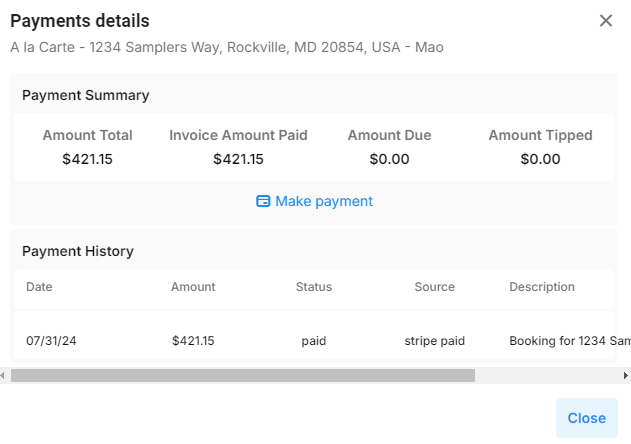 Payments details
A la Carte - 1234 Samplers Way, Rockville, MD 20854, USA - Mao
Payment Summary
Amount Total Invoice Amount Paid Amount Due Amount Tipped
$421.15 $421.15 $0.00 $0.00
Make payment
Payment History
Date Amount Status Source Description
07/31/24 $421.15 paid stripe paid Booking for 1234 Sam
Close